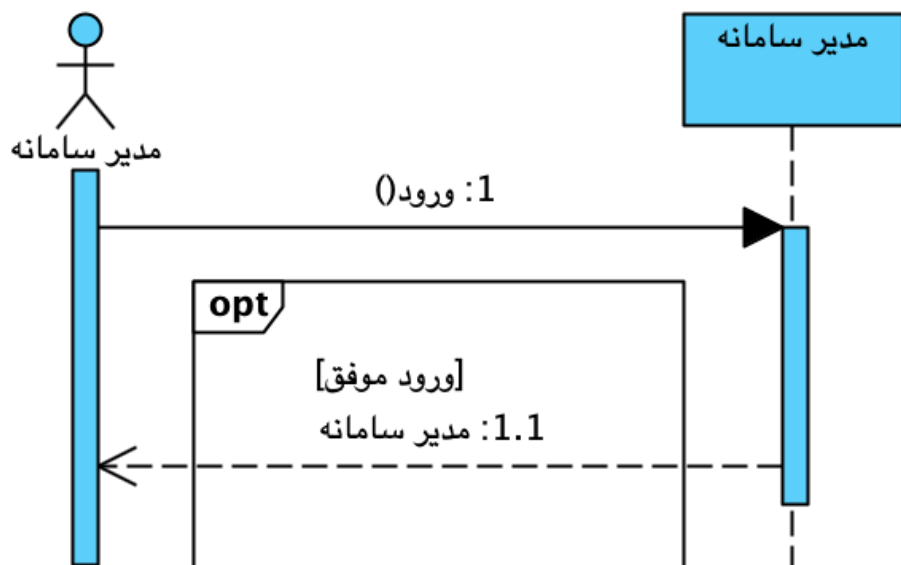 مدیر سامانه
مدیر سامانه
1: ورود()
opt
[ورود موفق]
1.1: مدیر سامانه